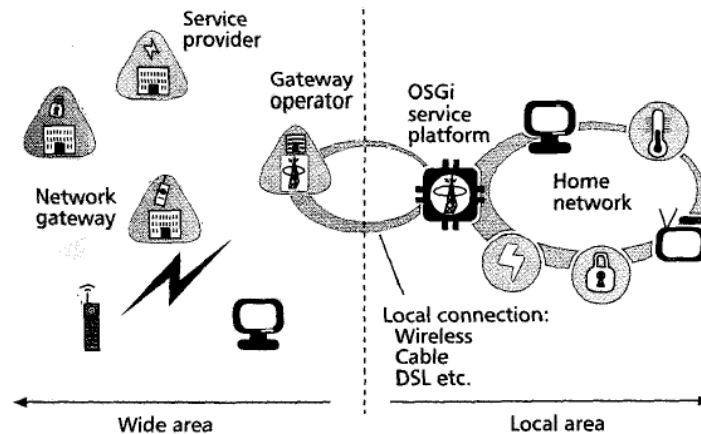 Service
provider
Gateway
operator
OSGi
service
platform
Home
network
Network
gateway
Local connection:
Wireless
Cable
DSL etc.
Wide area
Local area